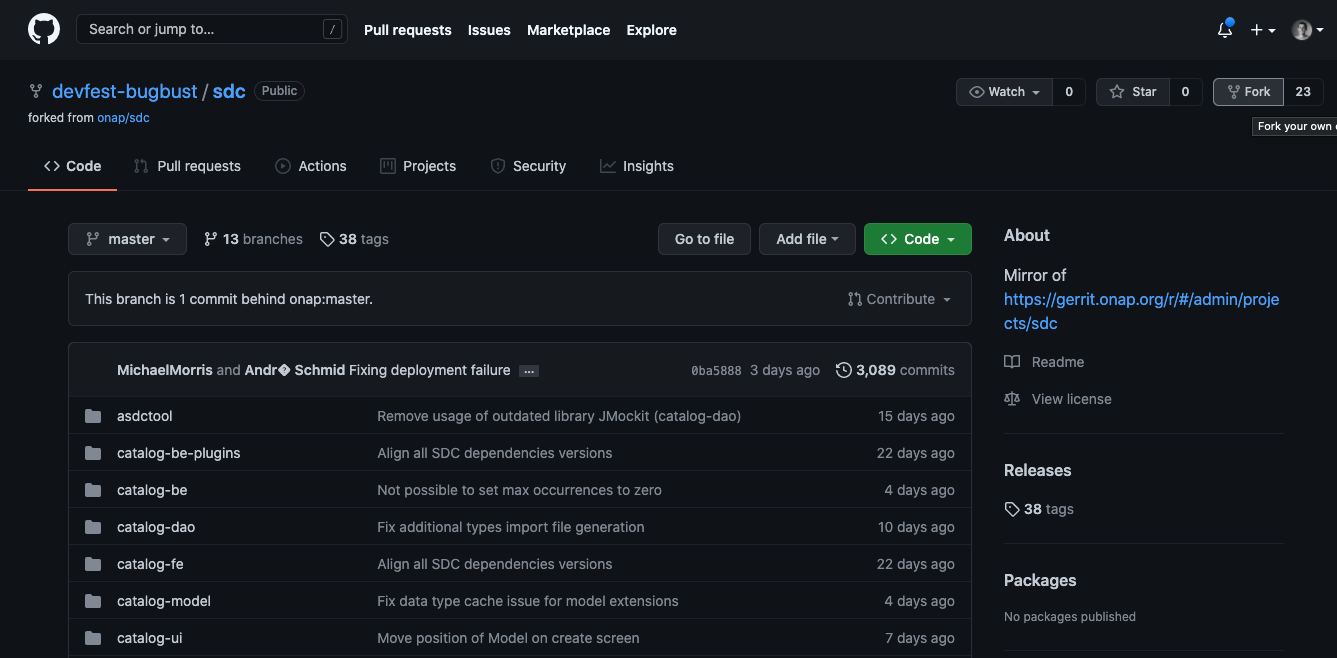 Search or jump to... / Pull requests Issues Marketplace Explore
devfest-bugbust / sdc Public Watch 0 Star 0 Fork 23
forked from onap/sdc
Fork your own
Code Pull requests Actions Projects Security Insights
master 13 branches 38 tags Go to file Add file Code
This branch is 1 commit behind onap:master. Contribute
MichaelMorris and Andr� Schmid Fixing deployment failure ... 0ba5888 3 days ago 3,089 commits
asdctool Remove usage of outdated library JMockit (catalog-dao) 15 days ago
catalog-be-plugins Align all SDC dependencies versions 22 days ago
catalog-be Not possible to set max occurrences to zero 4 days ago
catalog-dao Fix additional types import file generation 10 days ago
catalog-fe Align all SDC dependencies versions 22 days ago
catalog-model Fix data type cache issue for model extensions 4 days ago
catalog-ui Move position of Model on create screen 7 days ago
About
Mirror of
https://gerrit.onap.org/r/#/admin/proje
cts/sdc
Readme
View license
Releases
38 tags
Packages
No packages published